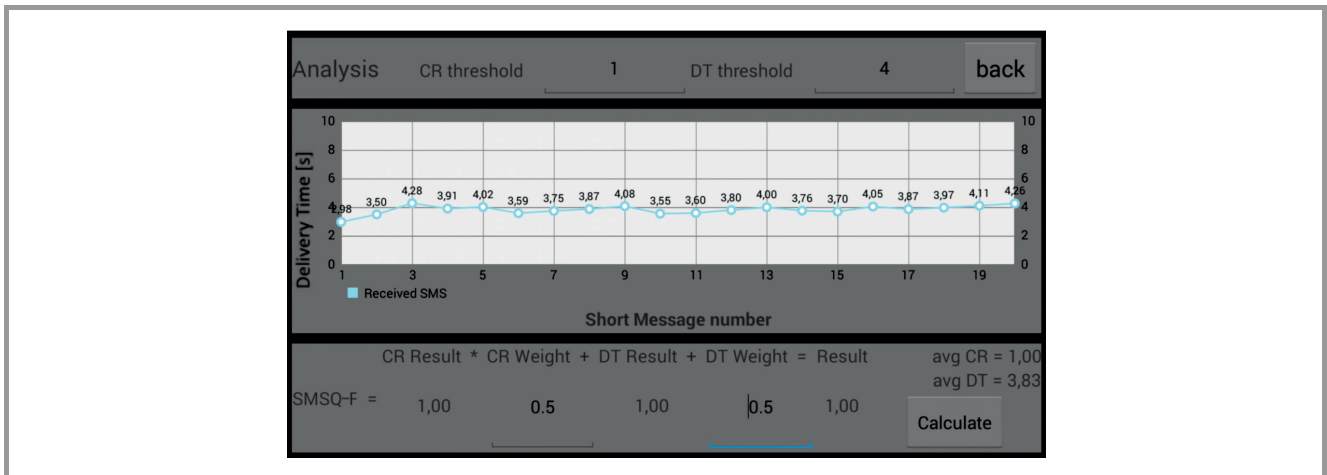 Analysis CR threshold 1 DT threshold 4 back
10 10
8 8
6 6
4 4
2 2
0 0
Delivery Time [s]
2,98 3,50 4,28 3,91 4,02 3,59 3,75 3,87 4,08 3,55 3,60 3,80 4,00 3,76 3,70 4,05 3,87 3,97 4,11 4,26
1 3 5 7 9 11 13 15 17 19
Received SMS
Short Message number
CR Result * CR Weight + DT Result + DT Weight = Result avg CR = 1,00
avg DT = 3,83
SMSQ-F = 1,00 0.5 1,00 0.5 1,00
Calculate